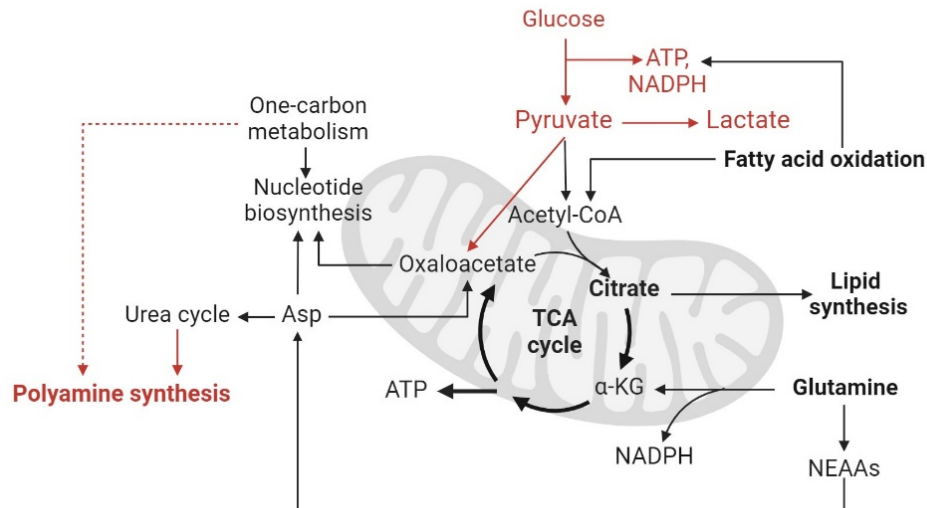 Glucose
ATP,
NADPH
One-carbon
metabolism
Pyruvate
Lactate
Fatty acid oxidation
Nucleotide
biosynthesis
Acetyl-CoA
Oxaloacetate
Citrate
Lipid
synthesis
Urea cycle
Asp
TCA
cycle
Polyamine synthesis
ATP
α-KG
Glutamine
NADPH
NEAAs